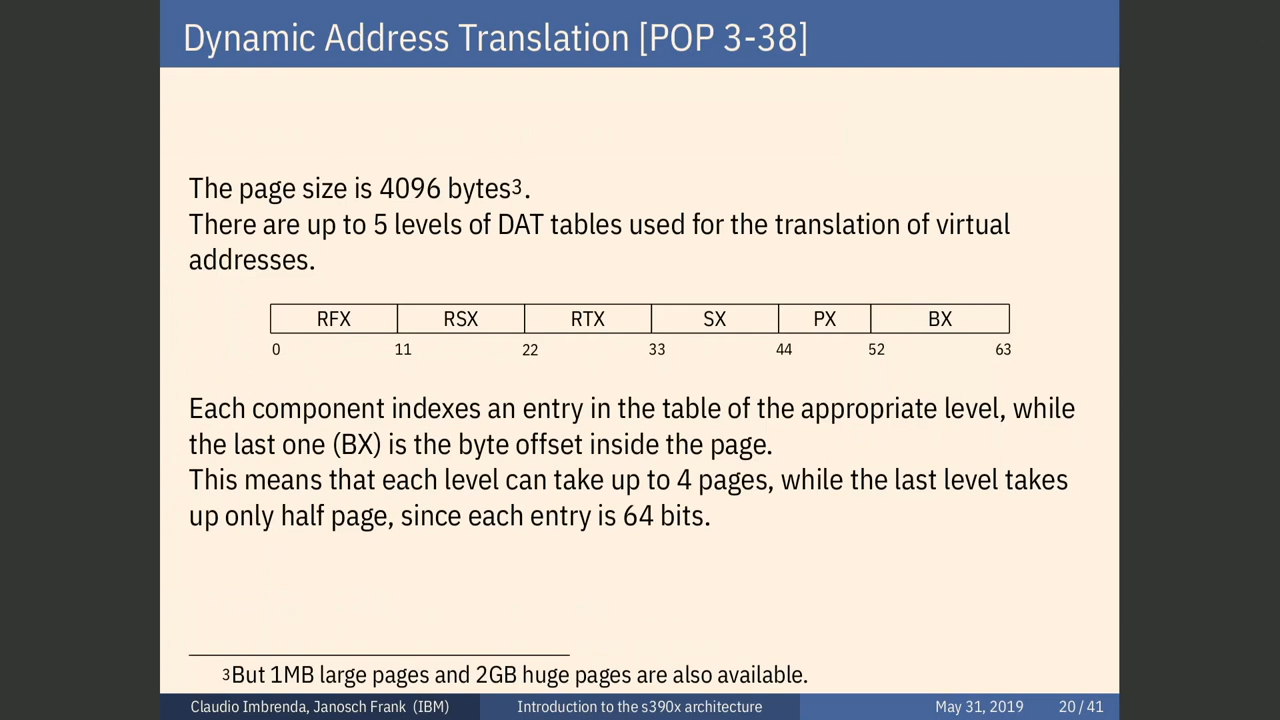 Dynamic Address Translation [POP 3-38]
The page size is 4096 bytes3.
There are up to 5 levels of DAT tables used for the translation of virtual
addresses.
RFX RSX RTX SX PX BX
0 11 22 33 44 52 63
Each component indexes an entry in the table of the appropriate level, while
the last one (BX) is the byte offset inside the page.
This means that each level can take up to 4 pages, while the last level takes
up only half page, since each entry is 64 bits.
3But 1MB large pages and 2GB huge pages are also available.
Claudio Imbrenda, Janosch Frank (IBM) Introduction to the s390x architecture May 31, 2019 20 / 41